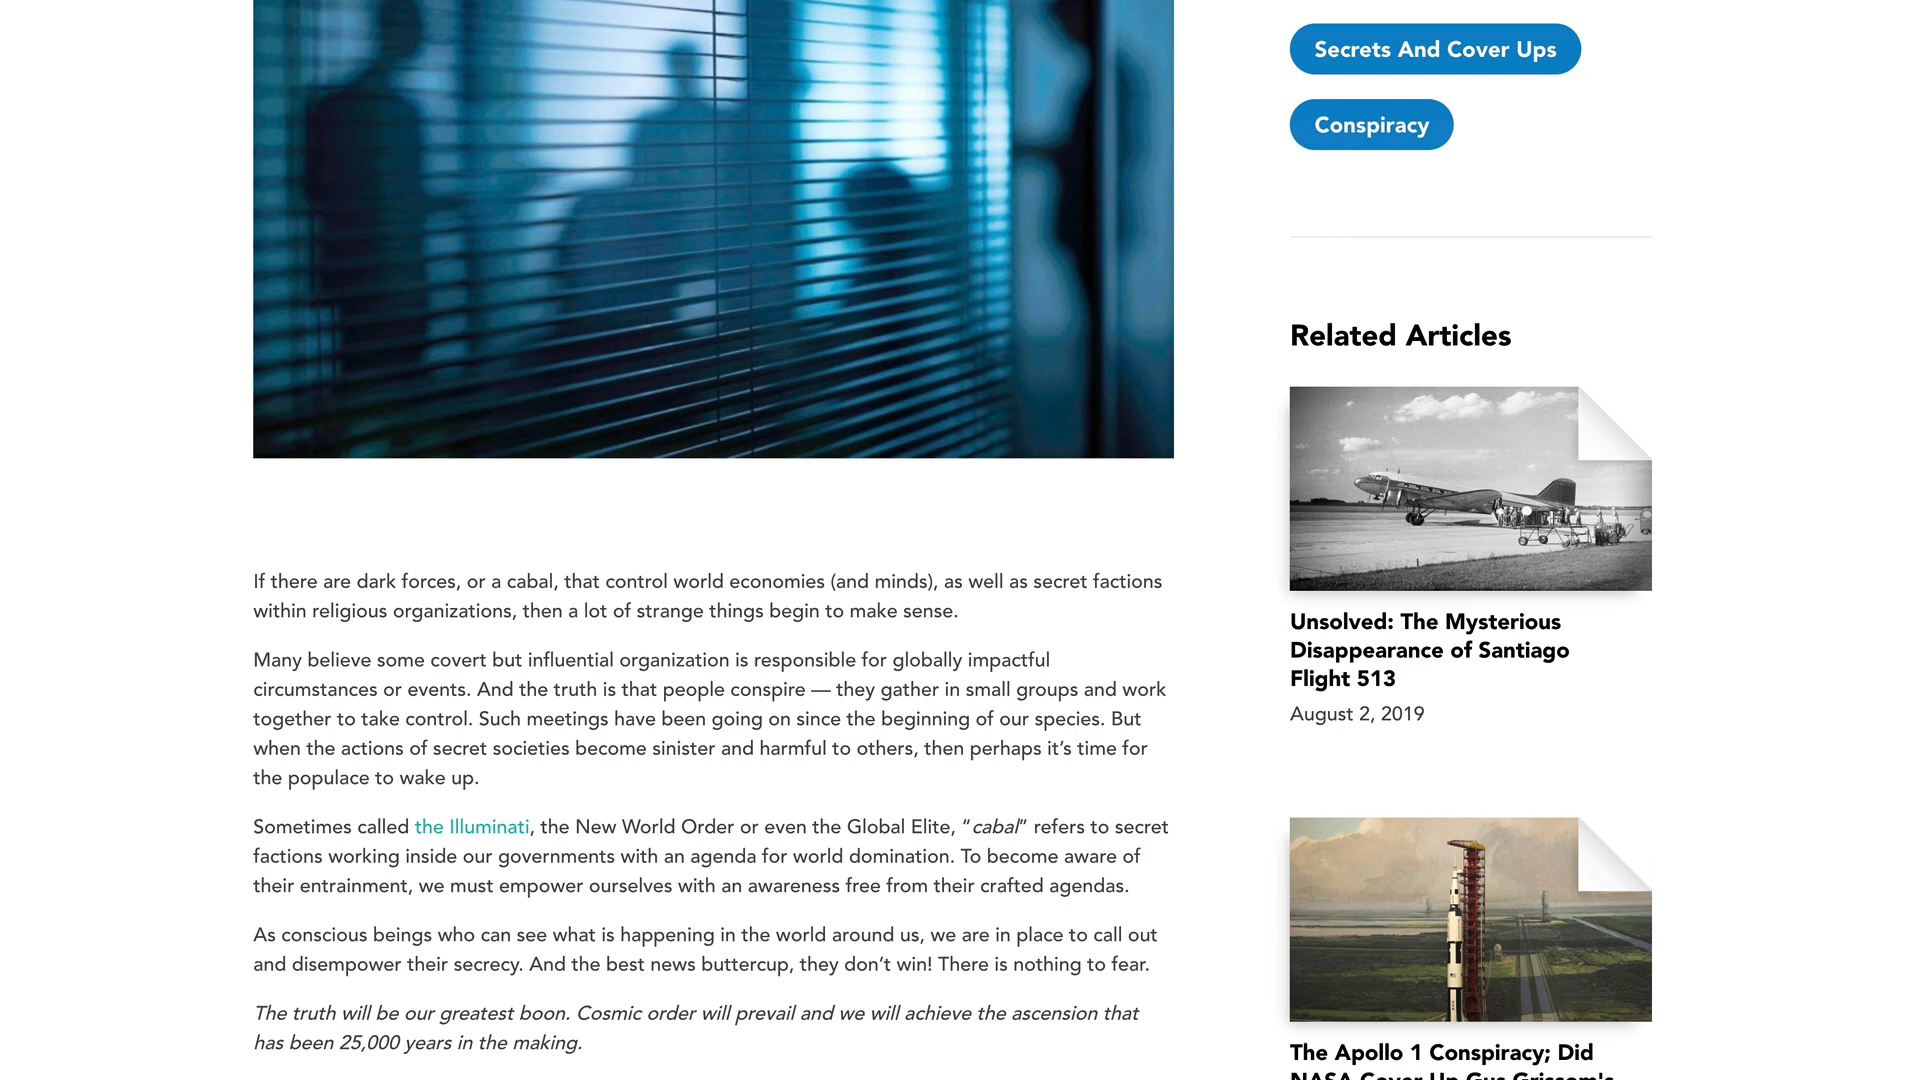 Secrets And Cover Ups
Conspiracy
If there are dark forces, or a cabal, that control world economies (and minds), as well as secret factions
within religious organizations, then a lot of strange things begin to make sense.
Many believe some covert but influential organization is responsible for globally impactful
circumstances or events. And the truth is that people conspire — they gather in small groups and work
together to take control. Such meetings have been going on since the beginning of our species. But
when the actions of secret societies become sinister and harmful to others, then perhaps it’s time for
the populace to wake up.
Sometimes called the Illuminati, the New World Order or even the Global Elite, “cabal” refers to secret
factions working inside our governments with an agenda for world domination. To become aware of
their entrainment, we must empower ourselves with an awareness free from their crafted agendas.
As conscious beings who can see what is happening in the world around us, we are in place to call out
and disempower their secrecy. And the best news buttercup, they don’t win! There is nothing to fear.
The truth will be our greatest boon. Cosmic order will prevail and we will achieve the ascension that
has been 25,000 years in the making.
Related Articles
Unsolved: The Mysterious
Disappearance of Santiago
Flight 513
August 2, 2019
The Apollo 1 Conspiracy; Did
NASA Cover Up Gus Grissom's